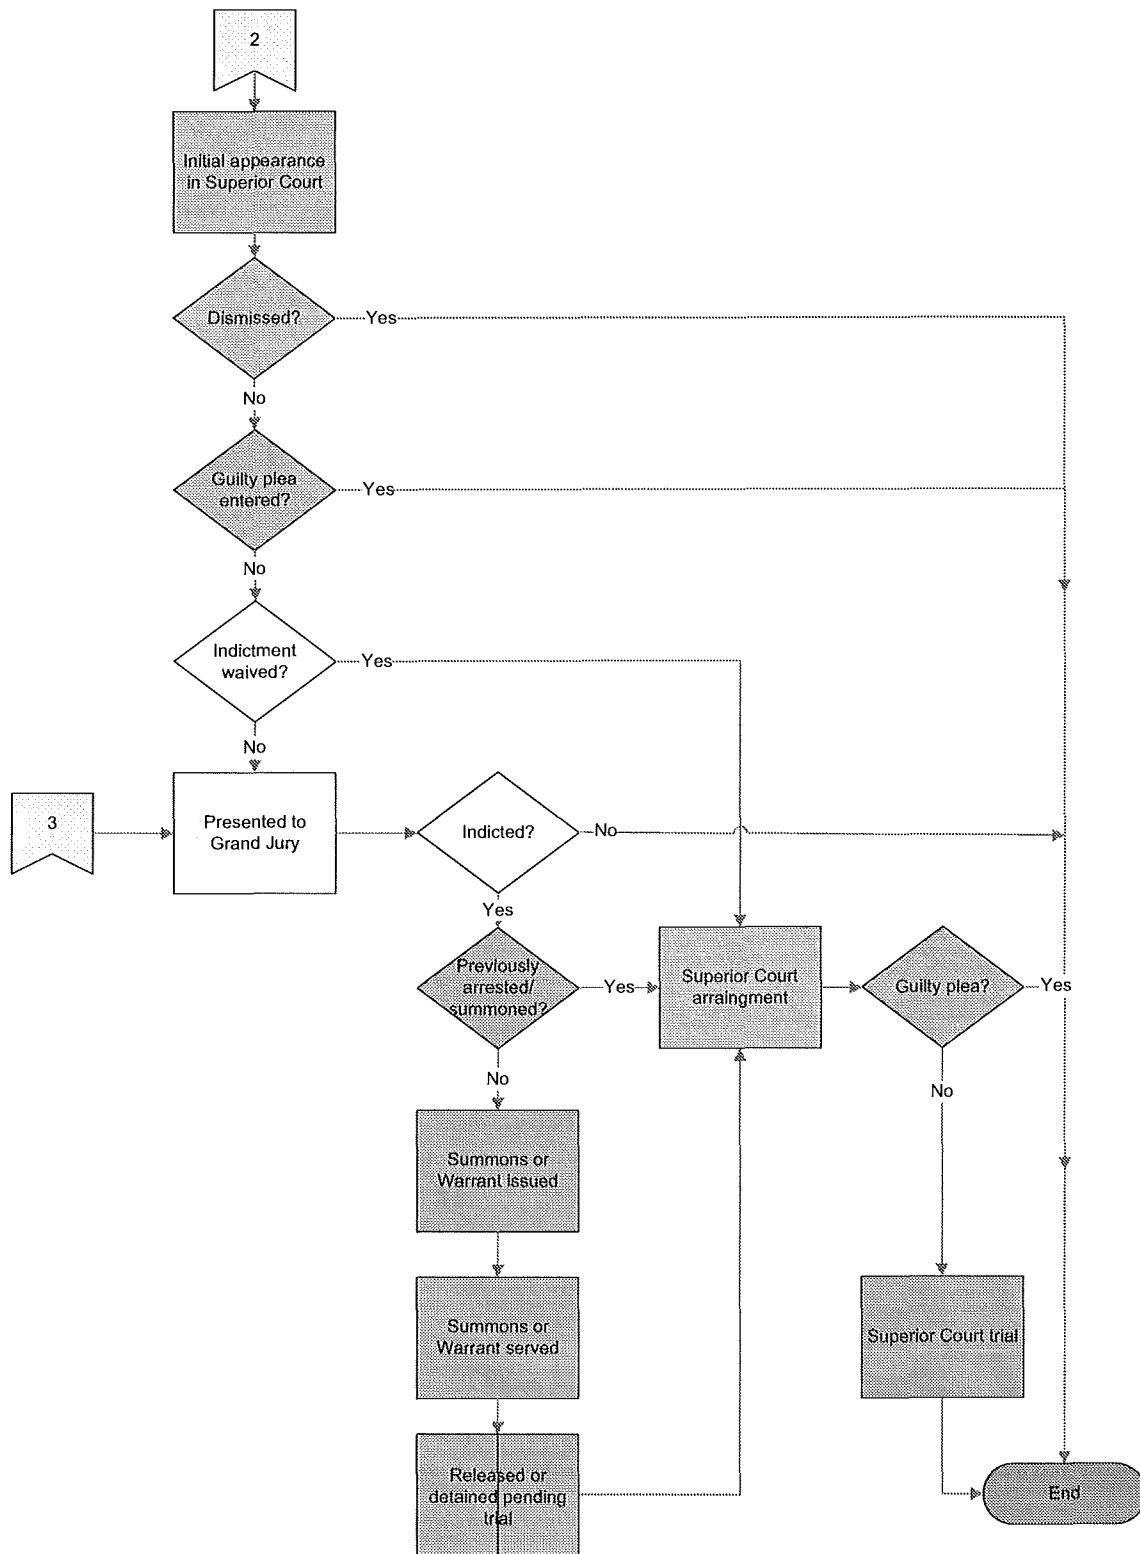 2
Initial appearance
in Superior Court
Dismissed?
Yes
No
Guilty plea
entered?
Yes
No
Indictment
waived?
Yes
No
3
Presented to
Grand Jury
Indicted?
No
Yes
Previously
arrested/
summoned?
Yes
Superior Court
arraingment
Guilty plea?
Yes
No
No
Summons or
Warrant Issued
Summons or
Warrant served
Superior Court trial
Released or
detained pending
trial
End